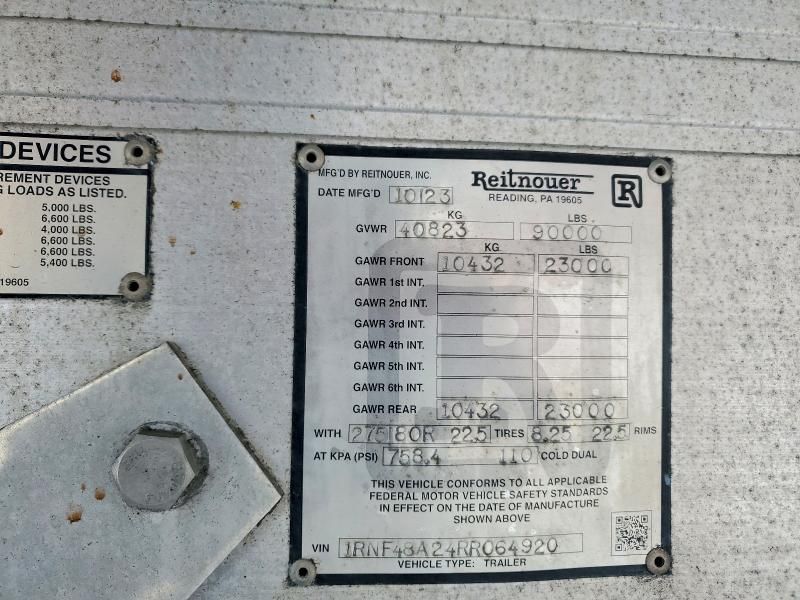 DEVICES
REMENT DEVICES
G LOADS AS LISTED.
5,000 LBS.
6,600 LBS.
4,000 LBS.
6,600 LBS.
6,600 LBS.
5,400 LBS.
19605
MFG'D BY REITNOUER, INC.
DATE MFG'D 10/23
Reitnouer
READING, PA 19605
R
KG LBS
GVWR 40823 90000
KG LBS
GAWR FRONT 10432 23000
GAWR 1st INT.
GAWR 2nd INT.
GAWR 3rd INT.
GAWR 4th INT.
GAWR 5th INT.
GAWR 6th INT.
GAWR REAR 10432 23000
WITH 275/80R 22.5 TIRES 8.25 22.5 RIMS
AT KPA (PSI) 758.4 110 COLD DUAL
THIS VEHICLE CONFORMS TO ALL APPLICABLE
FEDERAL MOTOR VEHICLE SAFETY STANDARDS
IN EFFECT ON THE DATE OF MANUFACTURE
SHOWN ABOVE
VIN 1RNF48A24RR064920
VEHICLE TYPE: TRAILER